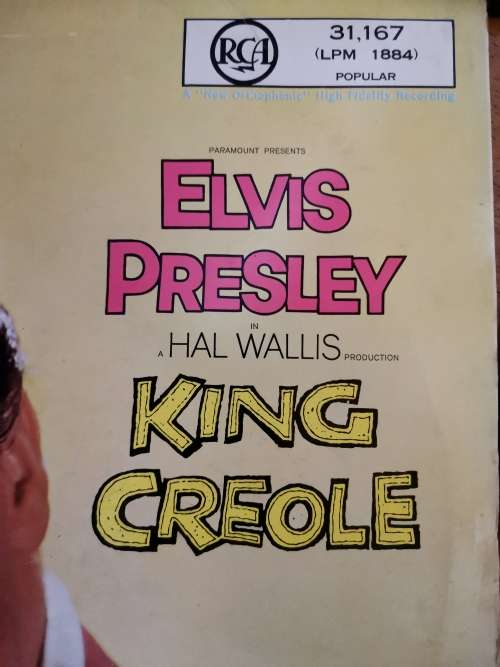 RCA
31,167
(LPM 1884)
POPULAR
A "New Orthophonic" High Fidelity Recording
PARAMOUNT PRESENTS
ELVIS
PRESLEY
IN
A HAL WALLIS PRODUCTION
KING
CREOLE